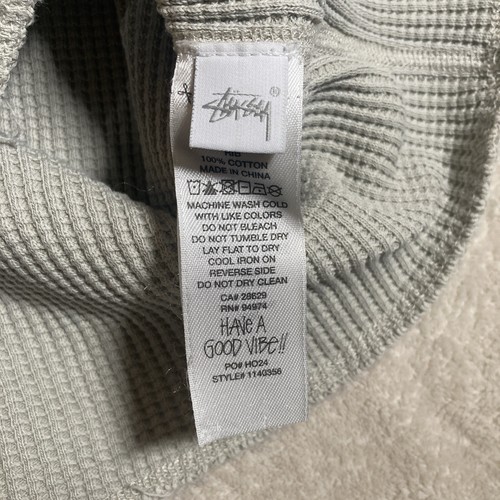 Stüssy
®
100% COTTON
MADE IN CHINA
MACHINE WASH COLD
WITH LIKE COLORS
DO NOT BLEACH
DO NOT TUMBLE DRY
LAY FLAT TO DRY
COOL IRON ON
REVERSE SIDE
DO NOT DRY CLEAN
CA# 28629
RN# 94974
HAVE A
GOOD VIBE!!
PO# HO24
STYLE# 1140356